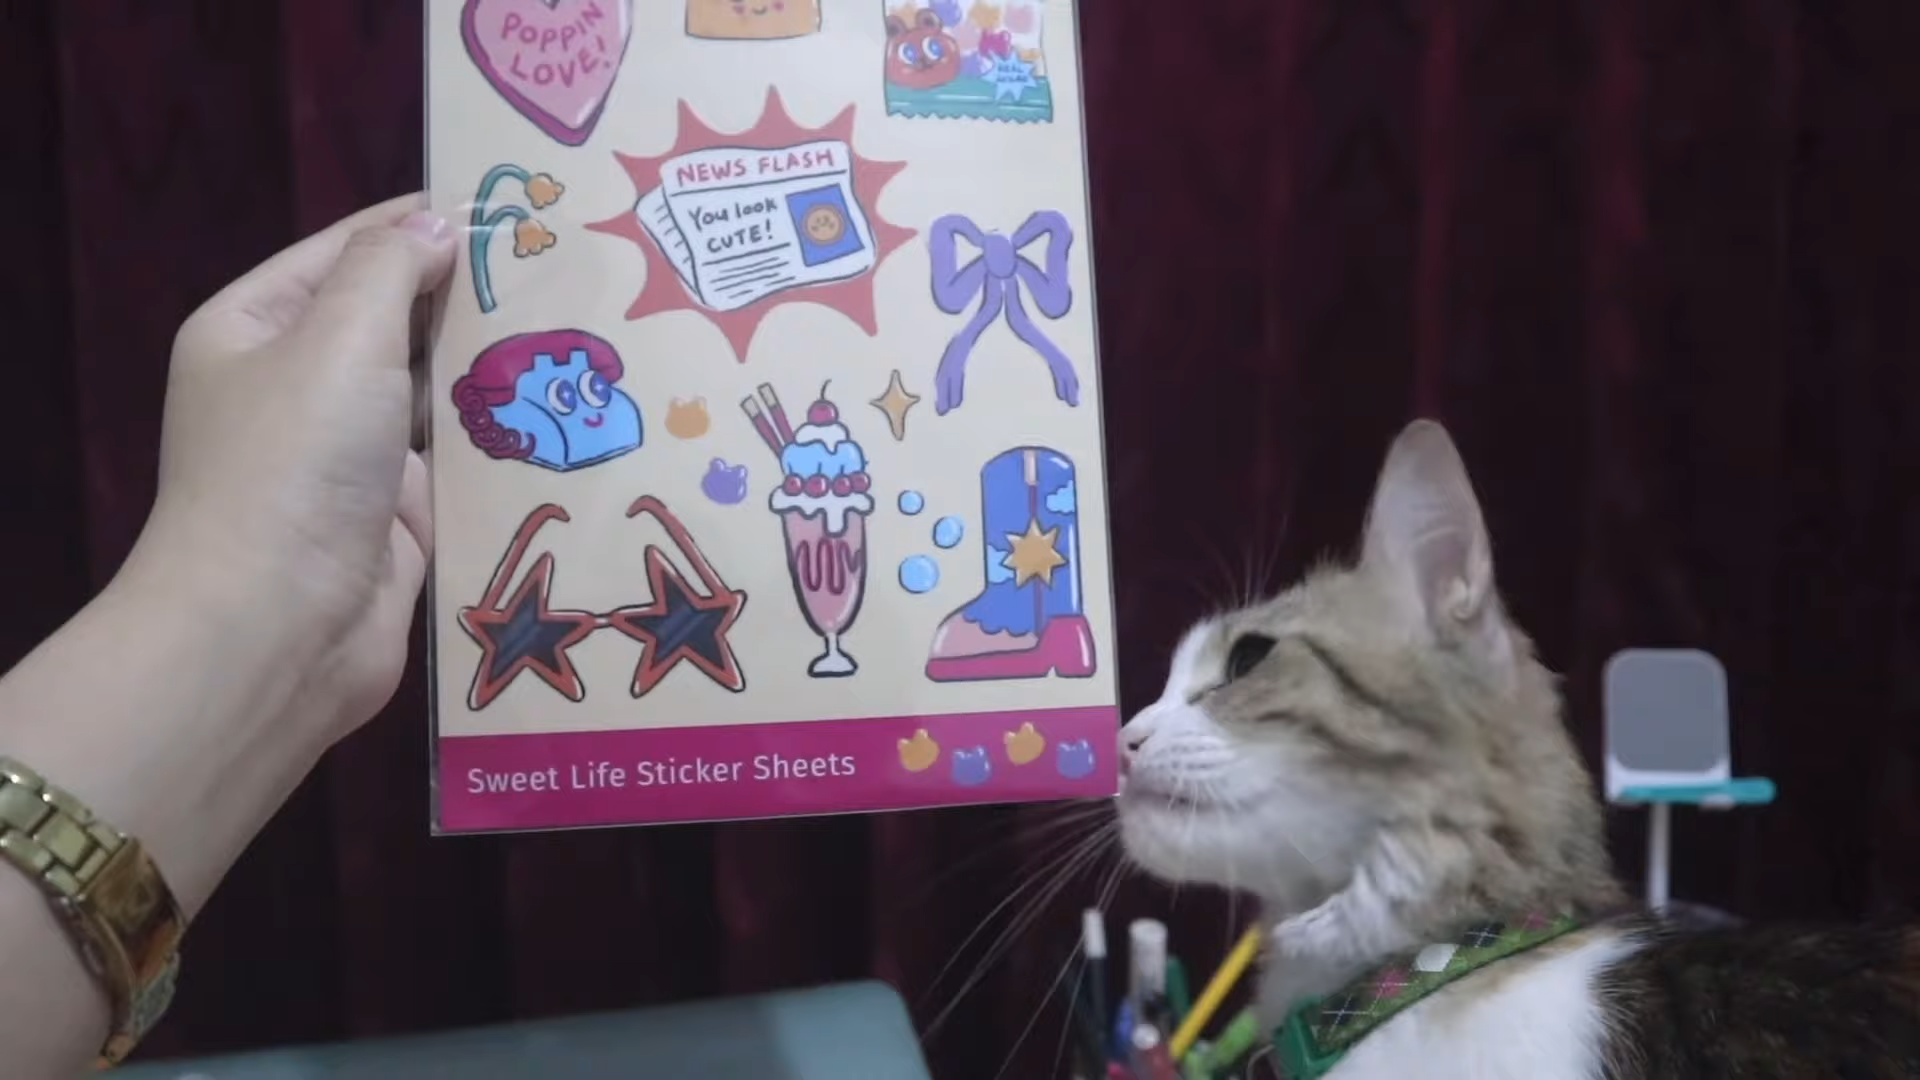 POPPIN
LOVE!
NEWS FLASH
You look
CUTE!
Sweet Life Sticker Sheets